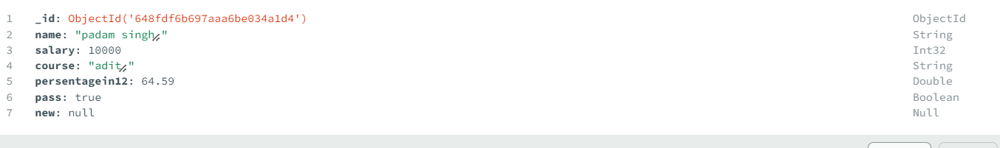 1 _id: ObjectId('648fdf6b697aaa6be034a1d4') ObjectId
2 name: "padam singh" String
3 salary: 10000 Int32
4 course: "adit" String
5 persentagein12: 64.59 Double
6 pass: true Boolean
7 new: null Null